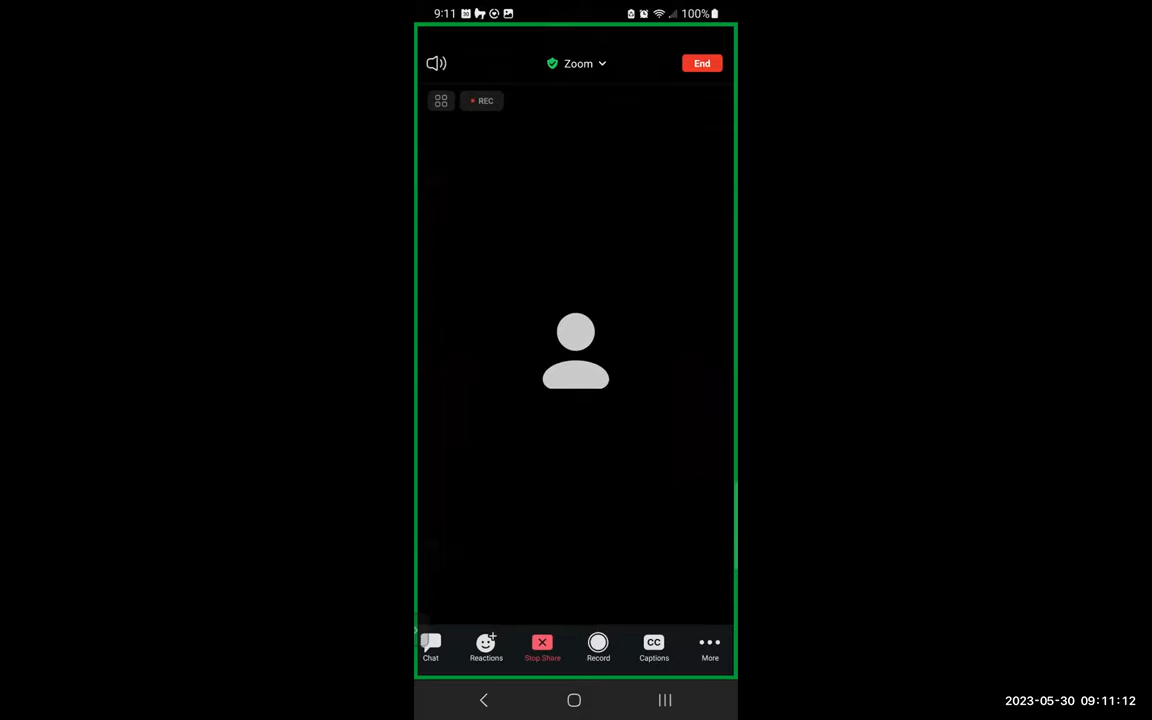 9:11 100%
Zoom End
REC
Chat Reactions Stop Share Record CC Captions More
2023-05-30 09:11:12